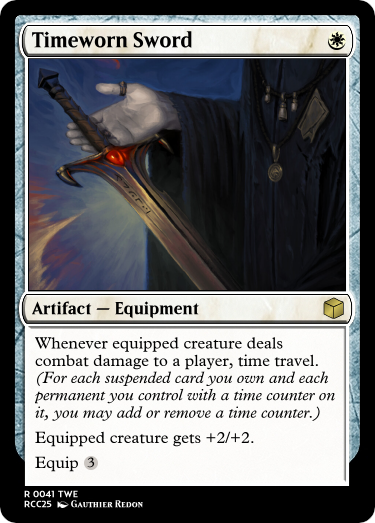 Timeworn Sword
Artifact — Equipment
Whenever equipped creature deals
combat damage to a player, time travel.
(For each suspended card you own and each
permanent you control with a time counter on
it, you may add or remove a time counter.)
Equipped creature gets +2/+2.
Equip 3
R 0041 TWE
RCC25 Gauthier Redon